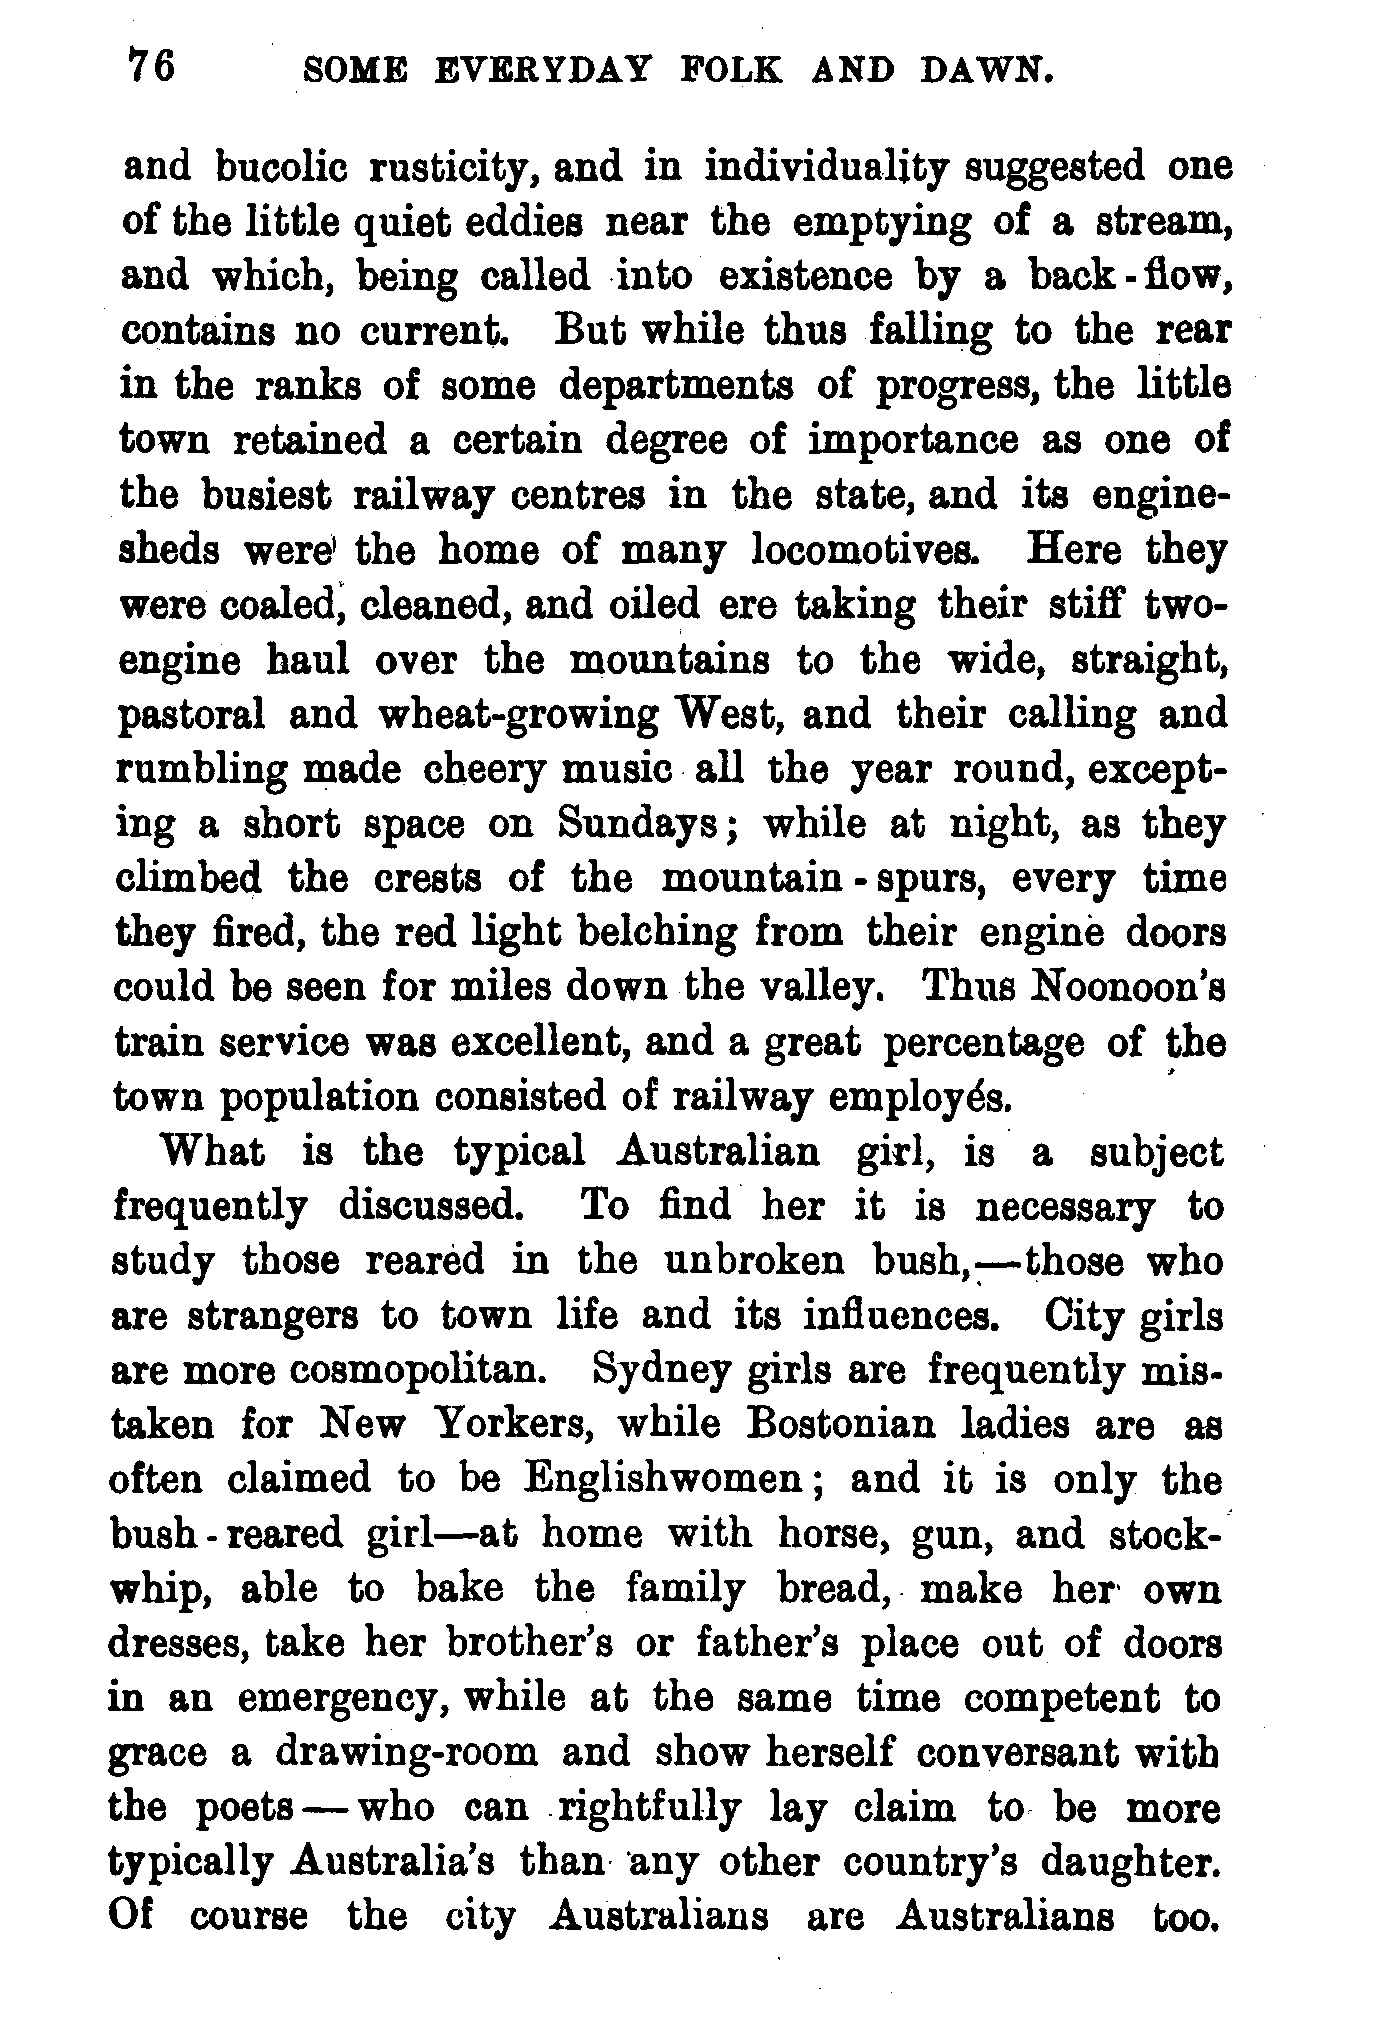 76 SOME EVERYDAY FOLK AND DAWN.
and bucolic rusticity, and in individuality suggested one
of the little quiet eddies near the emptying of a stream,
and which, being called into existence by a back-flow,
contains no current. But while thus falling to the rear
in the ranks of some departments of progress, the little
town retained a certain degree of importance as one of
the busiest railway centres in the state, and its engine-
sheds were the home of many locomotives. Here they
were coaled, cleaned, and oiled ere taking their stiff two-
engine haul over the mountains to the wide, straight,
pastoral and wheat-growing West, and their calling and
rumbling made cheery music all the year round, except-
ing a short space on Sundays; while at night, as they
climbed the crests of the mountain-spurs, every time
they fired, the red light belching from their engine doors
could be seen for miles down the valley. Thus Noonoon's
train service was excellent, and a great percentage of the
town population consisted of railway employés.
What is the typical Australian girl, is a subject
frequently discussed. To find her it is necessary to
study those reared in the unbroken bush,—those who
are strangers to town life and its influences. City girls
are more cosmopolitan. Sydney girls are frequently mis-
taken for New Yorkers, while Bostonian ladies are as
often claimed to be Englishwomen; and it is only the
bush-reared girl—at home with horse, gun, and stock-
whip, able to bake the family bread, make her own
dresses, take her brother's or father's place out of doors
in an emergency, while at the same time competent to
grace a drawing-room and show herself conversant with
the poets—who can rightfully lay claim to be more
typically Australia's than any other country's daughter.
Of course the city Australians are Australians too.